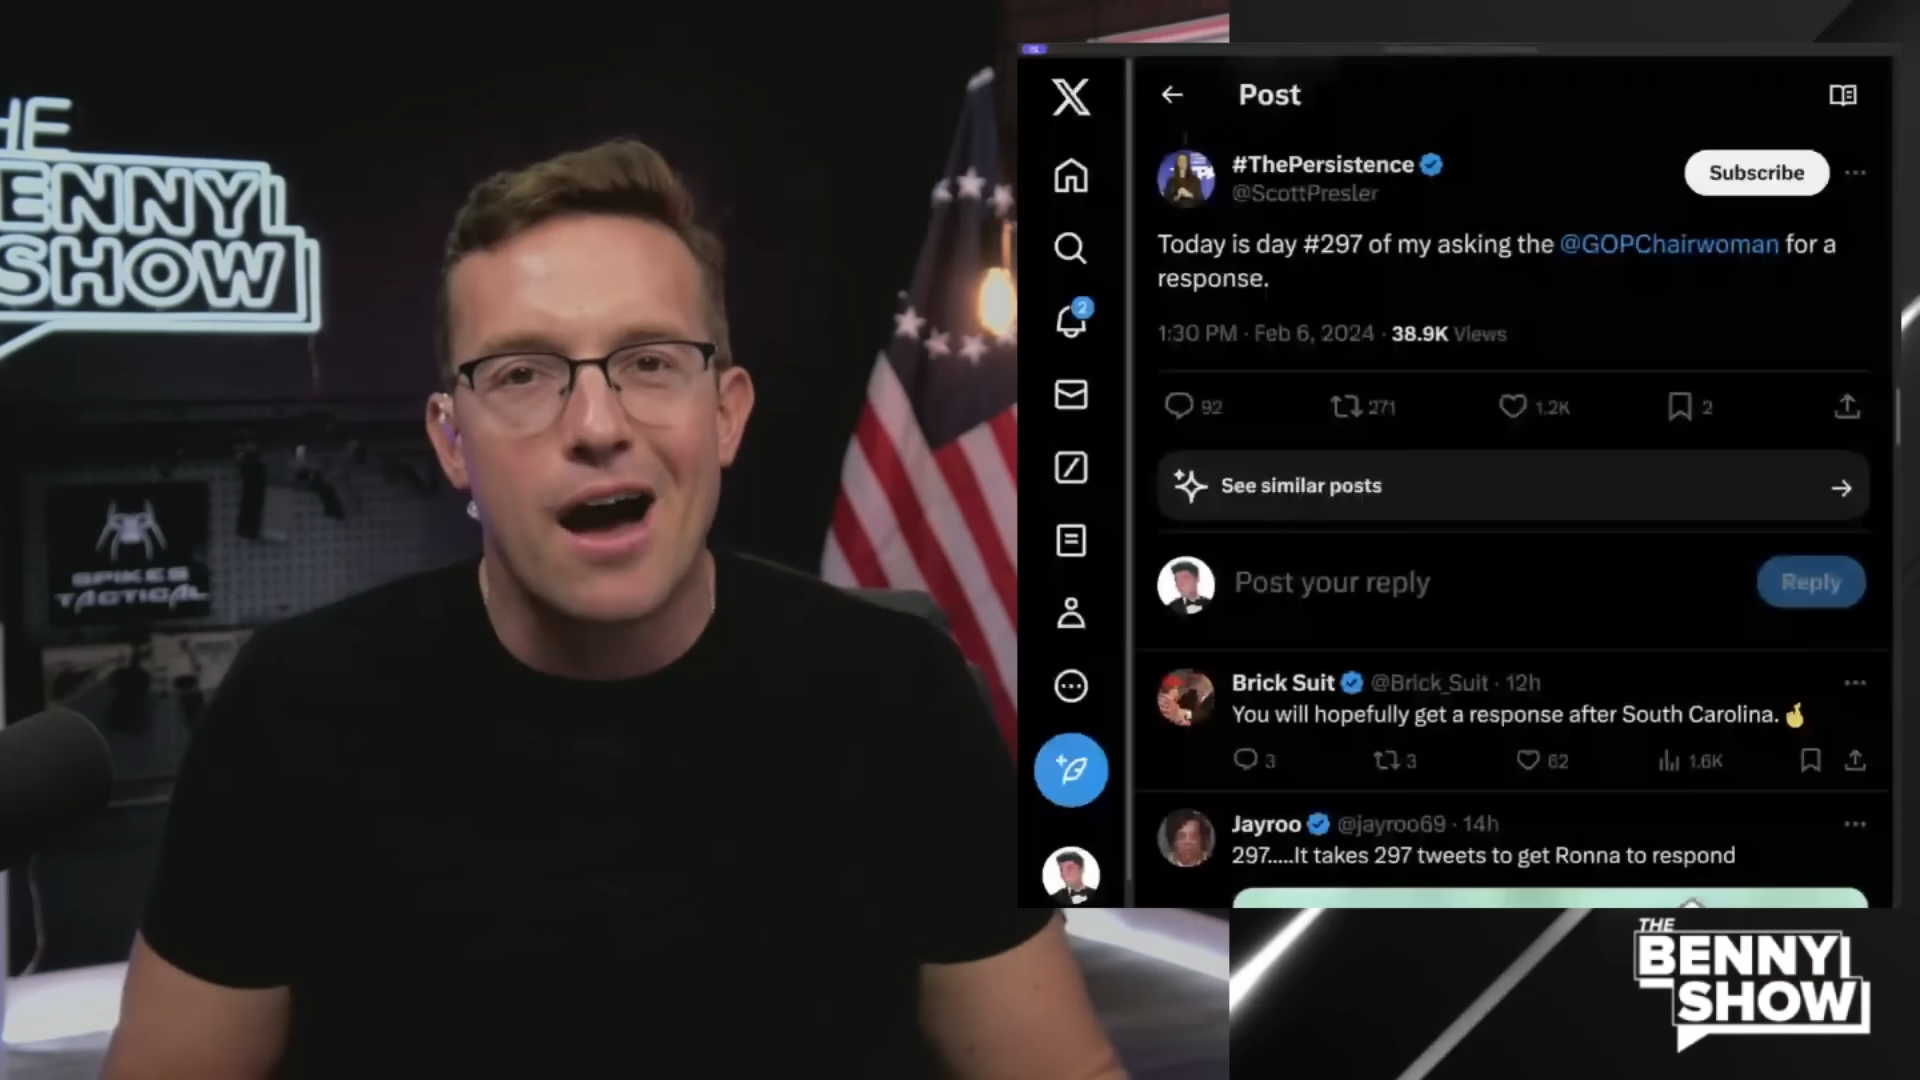 THE
BENNY
SHOW
SPIKES
TACTICAL
Post
#ThePersistence
@ScottPresler
Subscribe
Today is day #297 of my asking the @GOPChairwoman for a
response.
1:30 PM · Feb 6, 2024 · 38.9K Views
92 271 1.2K 2
See similar posts
Post your reply
Reply
2
Brick Suit @Brick_Suit · 12h
You will hopefully get a response after South Carolina. 🤞
3 3 62 1.6K
Jayroo @jayroo69 · 14h
297.....It takes 297 tweets to get Ronna to respond
THE
BENNY
SHOW